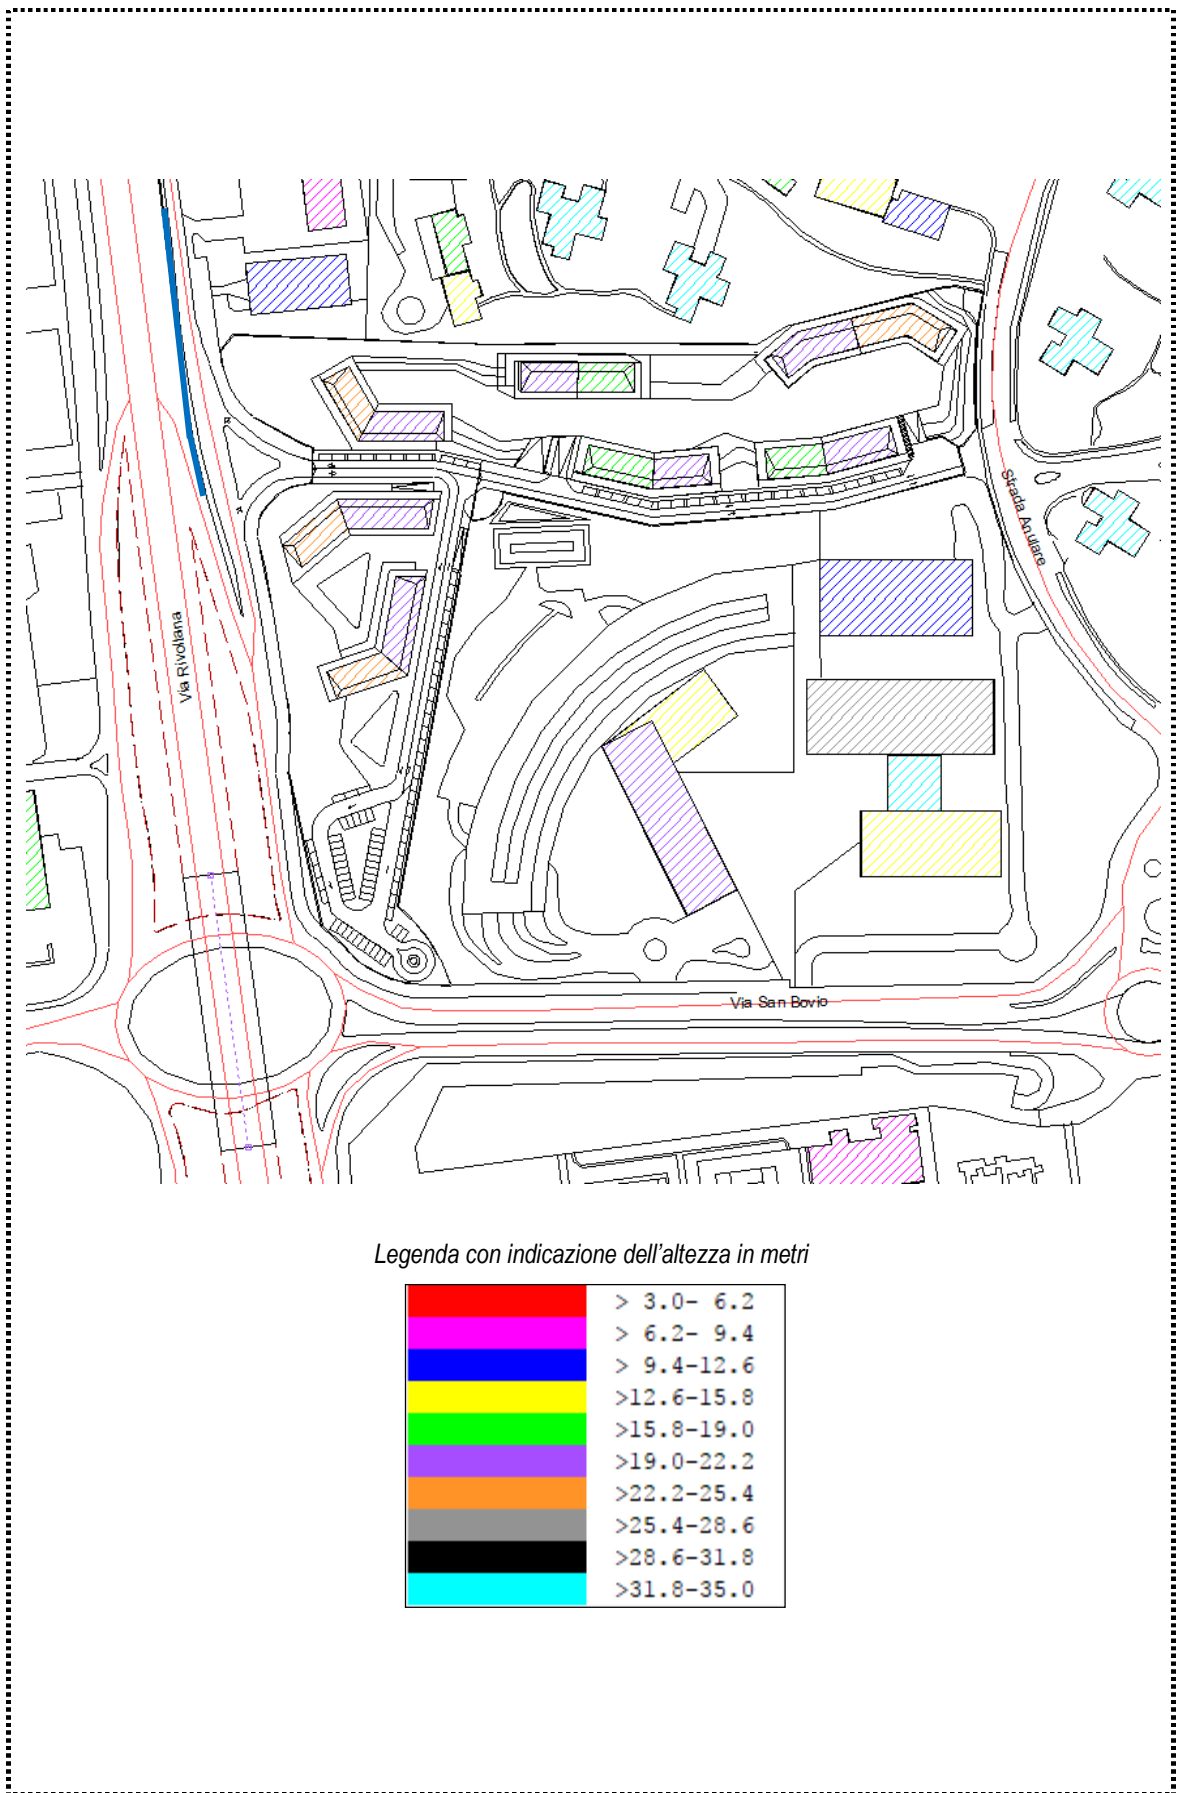 Strada Anulare
Via Rivoltana
Via San Bovio
Legenda con indicazione dell'altezza in metri
> 3.0- 6.2
> 6.2- 9.4
> 9.4-12.6
>12.6-15.8
>15.8-19.0
>19.0-22.2
>22.2-25.4
>25.4-28.6
>28.6-31.8
>31.8-35.0